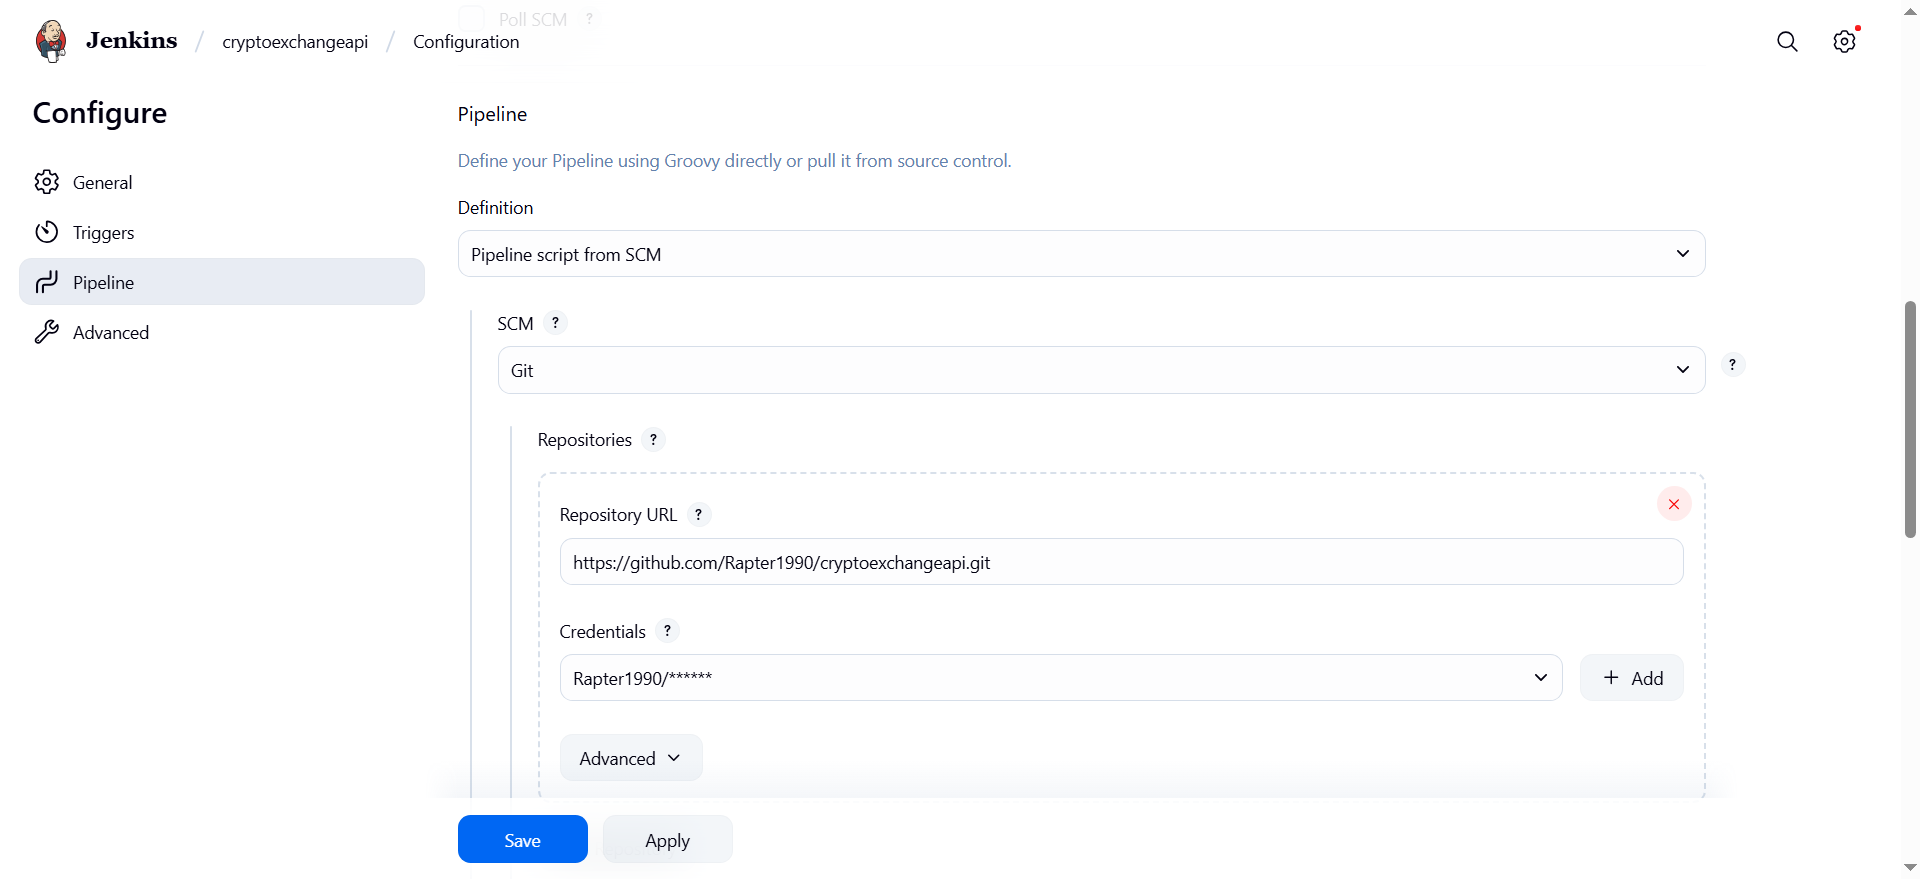 Poll SCM ?
Jenkins / cryptoexchangeapi / Configuration
Configure
General
Triggers
Pipeline
Advanced
Pipeline
Define your Pipeline using Groovy directly or pull it from source control.
Definition
Pipeline script from SCM
SCM ?
Git
?
Repositories ?
Repository URL ?
https://github.com/Rapter1990/cryptoexchangeapi.git
Credentials ?
Rapter1990/******
+ Add
Advanced
Save
Apply